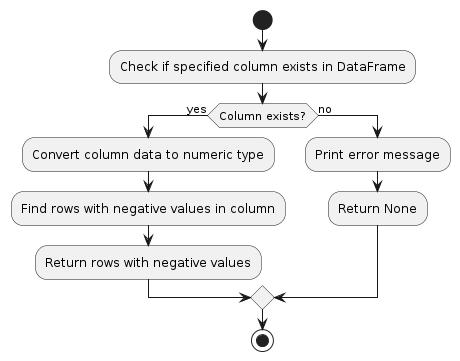 Check if specified column exists in DataFrame
Column exists?
yes
no
Convert column data to numeric type
Print error message
Find rows with negative values in column
Return None
Return rows with negative values